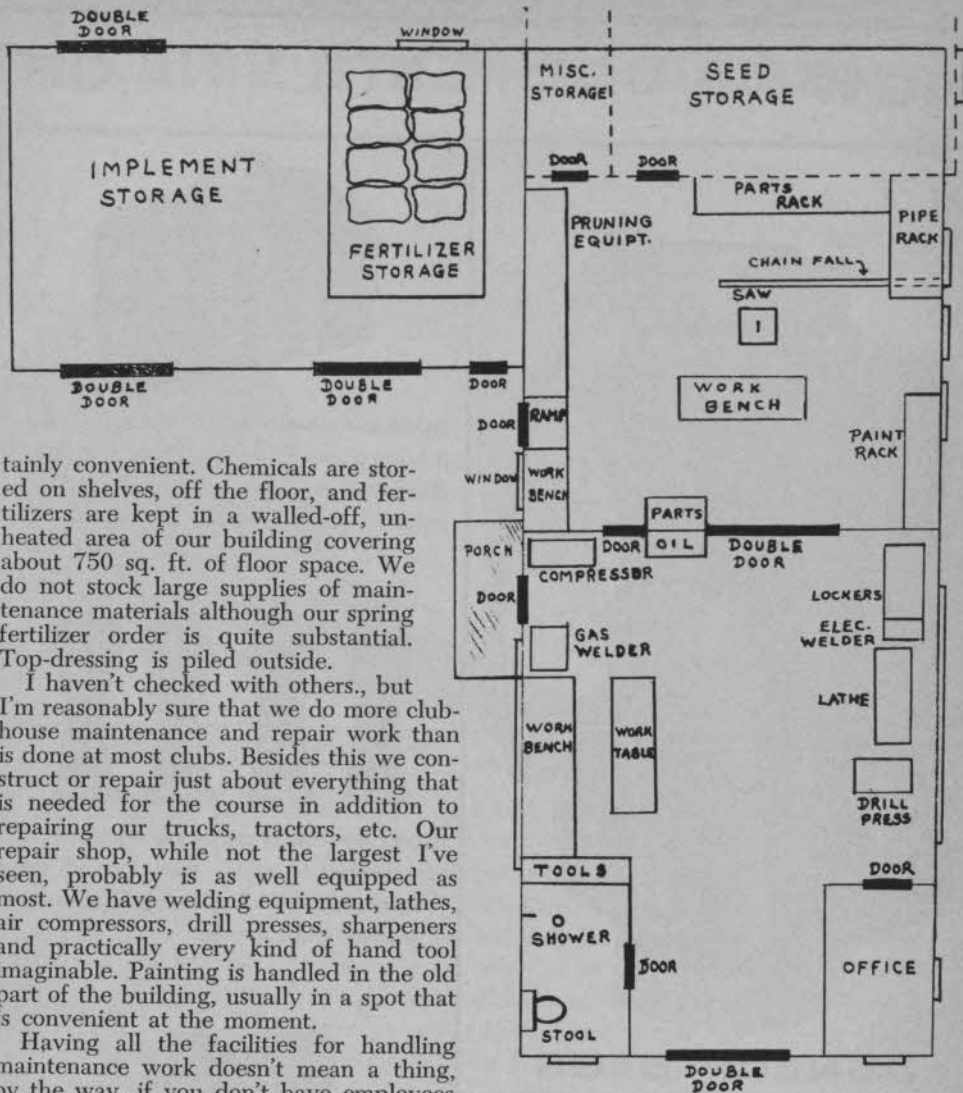 DOUBLE
DOOR
WINDOW
IMPLEMENT
STORAGE
FERTILIZER
STORAGE
DOUBLE
DOOR
DOUBLE
DOOR
DOOR
MISC.
STORAGE
SEED
STORAGE
DOOR
DOOR
PARTS
RACK
PIPE
RACK
PRUNING
EQUIPT.
CHAIN FALL
SAW
WORK
BENCH
DOOR
RAMP
PAINT
RACK
WINDOW
WORK
BENCH
PARTS
OIL
PORCH
DOOR
DOUBLE
DOOR
COMPRESSOR
DOOR
LOCKERS
ELEC.
WELDER
GAS
WELDER
LATHE
WORK
BENCH
WORK
TABLE
DRILL
PRESS
TOOLS
DOOR
SHOWER
DOOR
OFFICE
STOOL
DOUBLE
DOOR
tainly convenient. Chemicals are stor-
ed on shelves, off the floor, and fer-
tilizers are kept in a walled-off, un-
heated area of our building covering
about 750 sq. ft. of floor space. We
do not stock large supplies of main-
tenance materials although our spring
fertilizer order is quite substantial.
Top-dressing is piled outside.
I haven't checked with others., but
I'm reasonably sure that we do more club-
house maintenance and repair work than
is done at most clubs. Besides this we con-
struct or repair just about everything that
is needed for the course in addition to
repairing our trucks, tractors, etc. Our
repair shop, while not the largest I've
seen, probably is as well equipped as
most. We have welding equipment, lathes,
air compressors, drill presses, sharpeners
and practically every kind of hand tool
imaginable. Painting is handled in the old
part of the building, usually in a spot that
is convenient at the moment.
Having all the facilities for handling
maintenance work doesn't mean a thing,
by the way, if you don't have employees